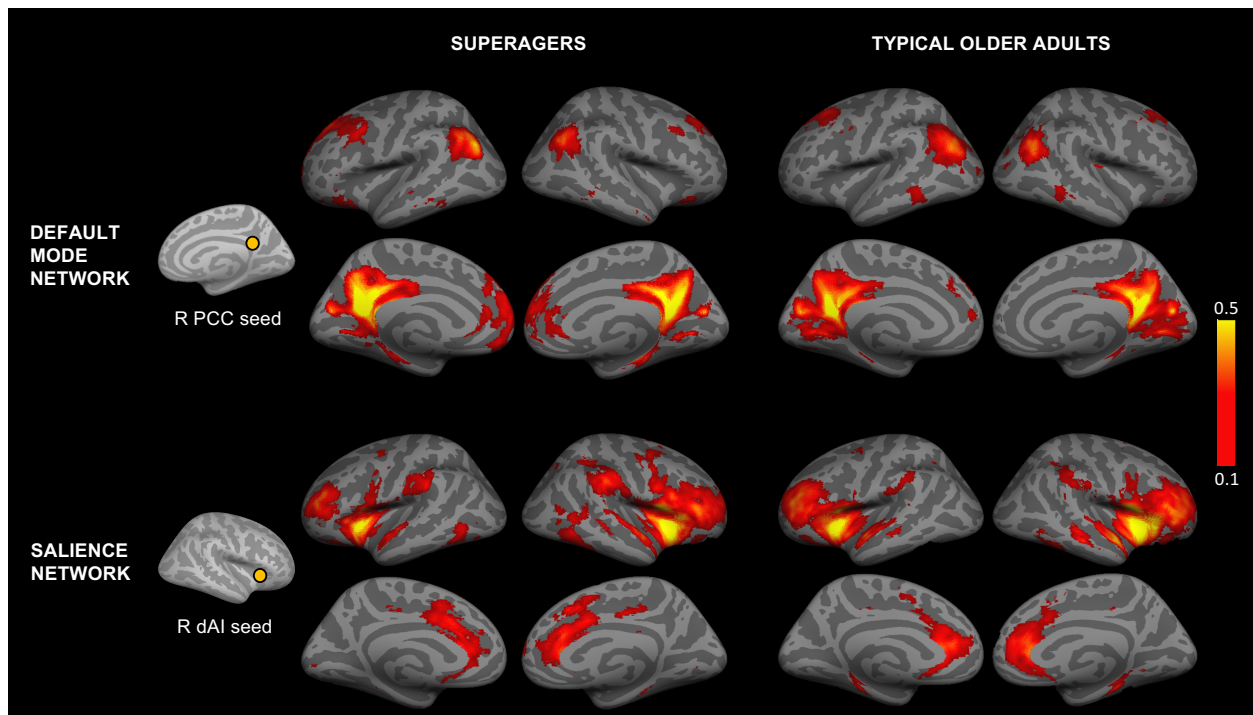 SUPERAGERS
TYPICAL OLDER ADULTS
DEFAULT
MODE
NETWORK
R PCC seed
0.5
0.1
SALIENCE
NETWORK
R dAI seed